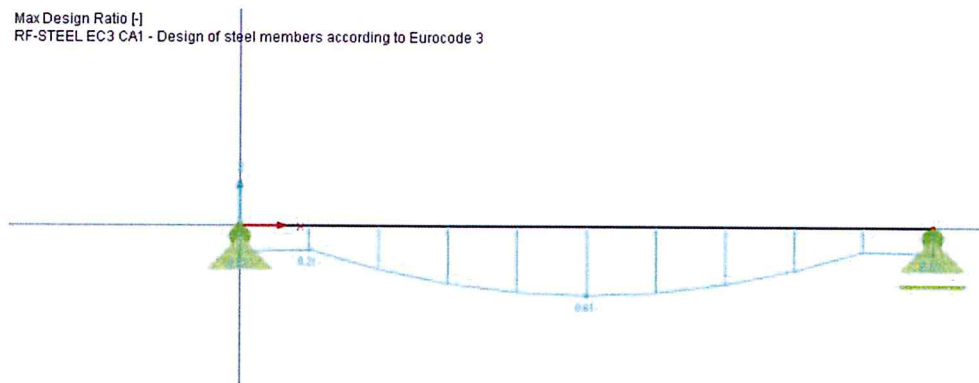 Max Design Ratio [-]
RF-STEEL EC3 CA1 - Design of steel members according to Eurocode 3
0.21
0.61